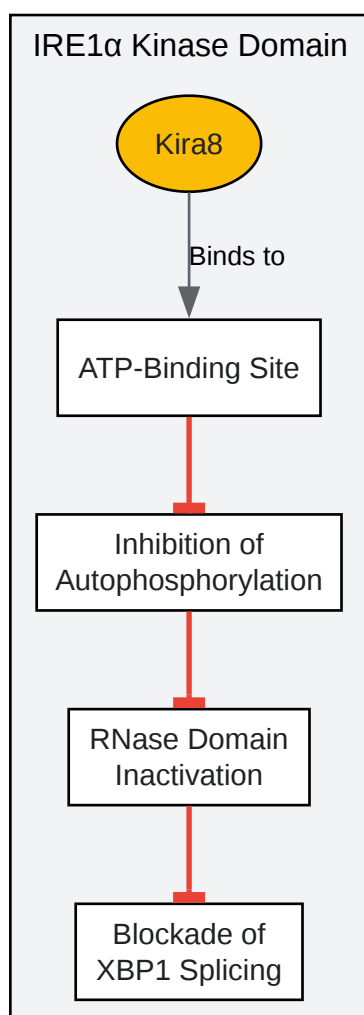 IRE1α Kinase Domain
Kira8
Binds to
ATP-Binding Site
Inhibition of
Autophosphorylation
RNase Domain
Inactivation
Blockade of
XBP1 Splicing